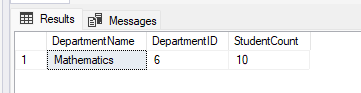 Results Messages
DepartmentName DepartmentID StudentCount
1 Mathematics 6 10